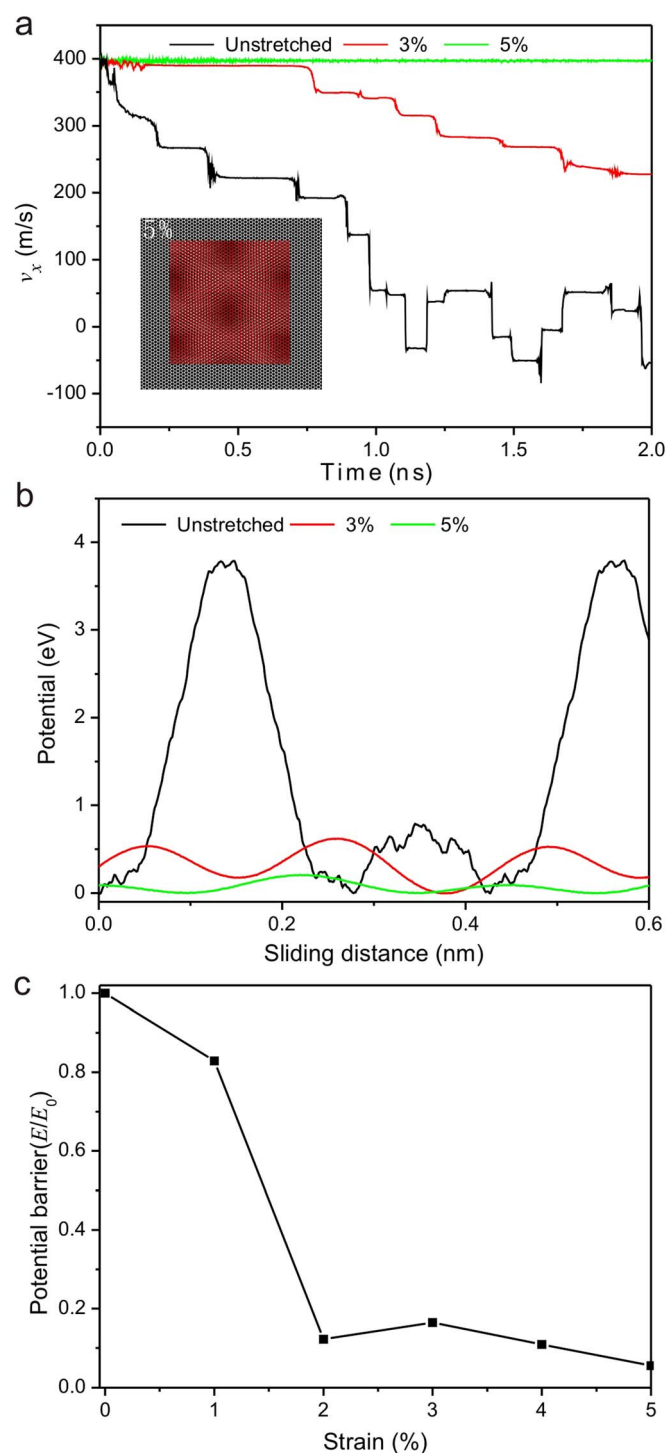 a
Unstretched 3% 5%
400
300
200
100
0
-100
v_x (m/s)
5%
0.0 0.5 1.0 1.5 2.0
Time (ns)
b
Unstretched 3% 5%
4
3
2
1
0
Potential (eV)
0.0 0.2 0.4 0.6
Sliding distance (nm)
c
1.0
0.8
0.6
0.4
0.2
0.0
Potential barrier(E/E_0)
0 1 2 3 4 5
Strain (%)